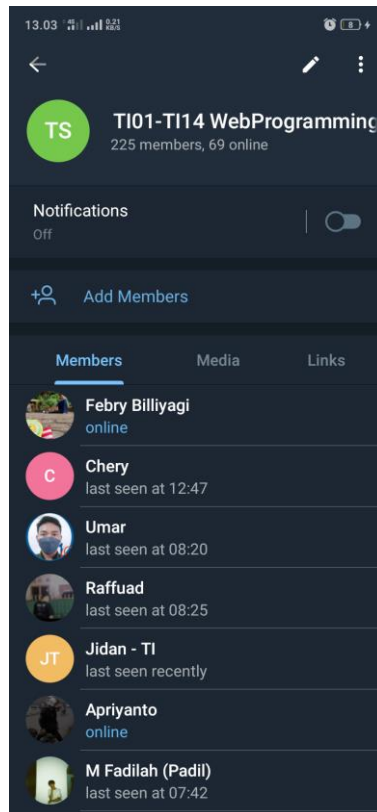 13.03 4G 0,21 KB/S 8
TS
TI01-TI14 WebProgramming
225 members, 69 online
Notifications
Off
Add Members
Members Media Links
Febry Billiyagi
online
C
Chery
last seen at 12:47
Umar
last seen at 08:20
Raffuad
last seen at 08:25
JT
Jidan - TI
last seen recently
Apriyanto
online
M Fadilah (Padil)
last seen at 07:42